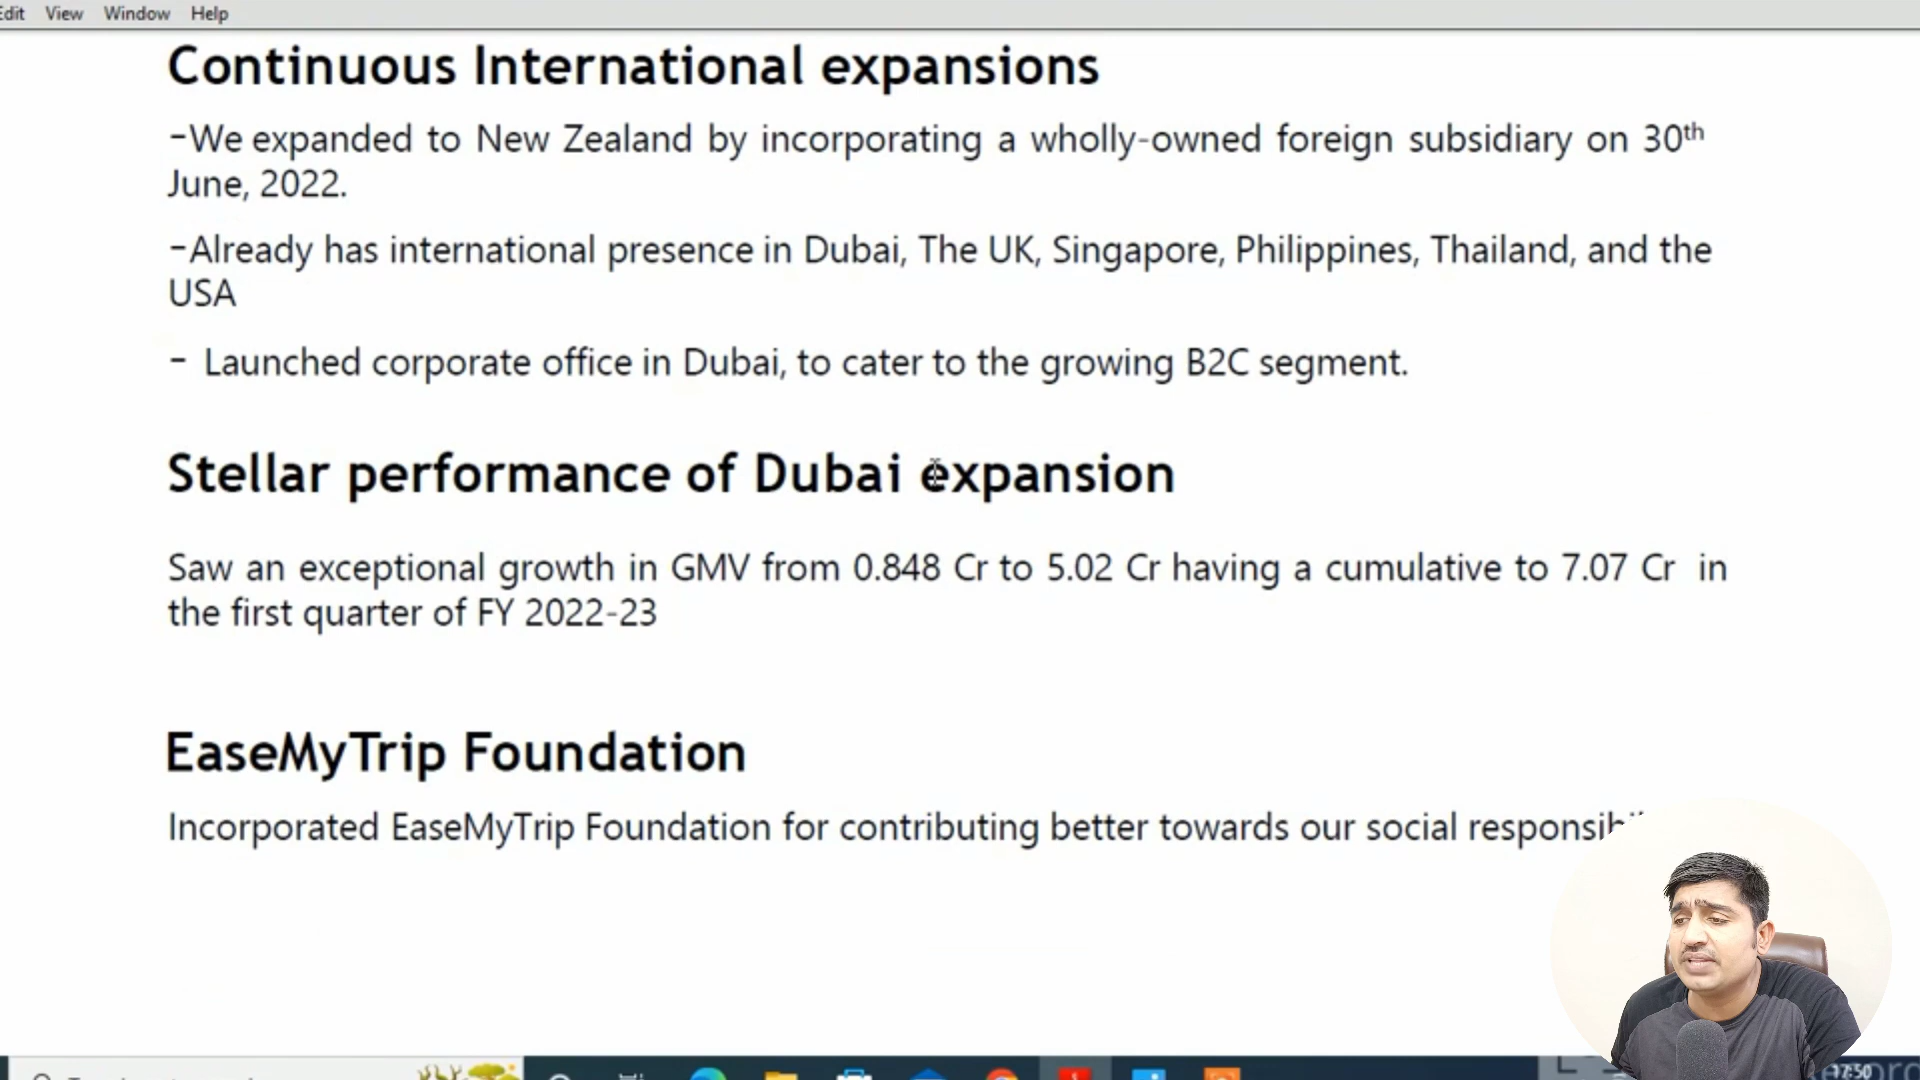 Edit View Window Help
Continuous International expansions
-We expanded to New Zealand by incorporating a wholly-owned foreign subsidiary on 30th
June, 2022.
-Already has international presence in Dubai, The UK, Singapore, Philippines, Thailand, and the
USA
- Launched corporate office in Dubai, to cater to the growing B2C segment.
Stellar performance of Dubai expansion
Saw an exceptional growth in GMV from 0.848 Cr to 5.02 Cr having a cumulative to 7.07 Cr in
the first quarter of FY 2022-23
EaseMyTrip Foundation
Incorporated EaseMyTrip Foundation for contributing better towards our social
17:50